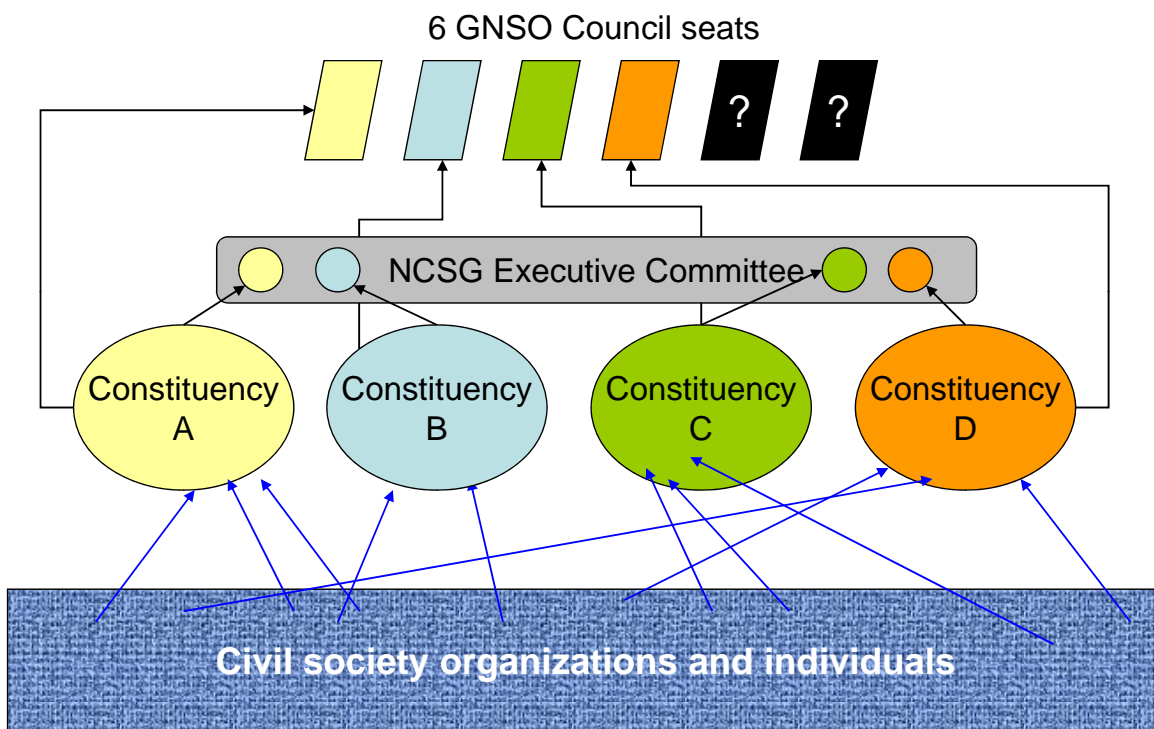 6 GNSO Council seats
? ?
NCSG Executive Committee
Constituency
A
Constituency
B
Constituency
C
Constituency
D
Civil society organizations and individuals